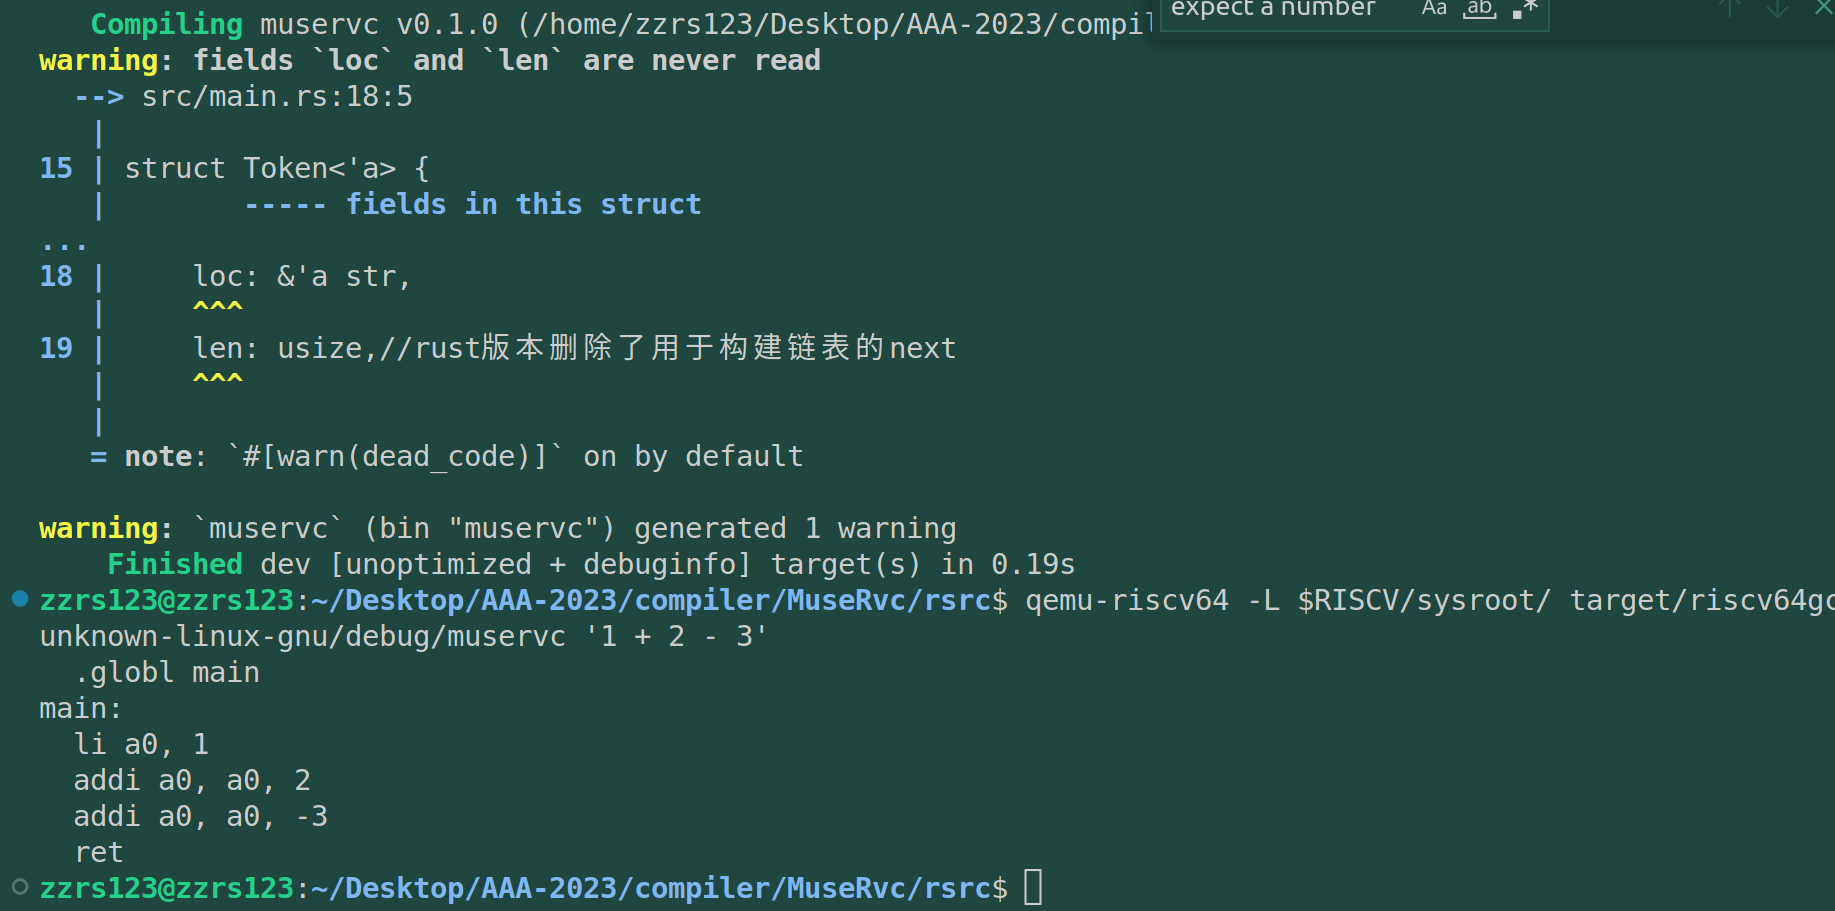 expect a number Aa ab .*
Compiling muservc v0.1.0 (/home/zzrs123/Desktop/AAA-2023/compil
warning: fields `loc` and `len` are never read
--> src/main.rs:18:5
|
15 | struct Token<'a> {
| ----- fields in this struct
...
18 | loc: &'a str,
| ^^^
19 | len: usize,//rust版本删除了用于构建链表的next
| ^^^
|
= note: `#[warn(dead_code)]` on by default
warning: `muservc` (bin "muservc") generated 1 warning
Finished dev [unoptimized + debuginfo] target(s) in 0.19s
zzrs123@zzrs123:~/Desktop/AAA-2023/compiler/MuseRvc/rsrc$ qemu-riscv64 -L $RISCV/sysroot/ target/riscv64gc
unknown-linux-gnu/debug/muservc '1 + 2 - 3'
.globl main
main:
li a0, 1
addi a0, a0, 2
addi a0, a0, -3
ret
zzrs123@zzrs123:~/Desktop/AAA-2023/compiler/MuseRvc/rsrc$